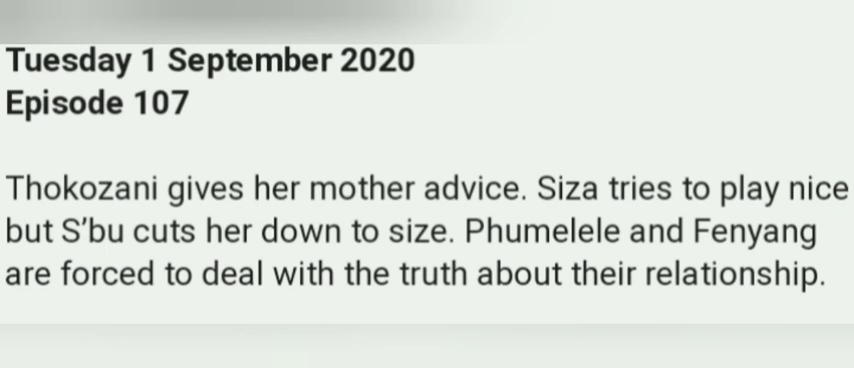 Tuesday 1 September 2020
Episode 107
Thokozani gives her mother advice. Siza tries to play nice
but S’bu cuts her down to size. Phumelele and Fenyang
are forced to deal with the truth about their relationship.